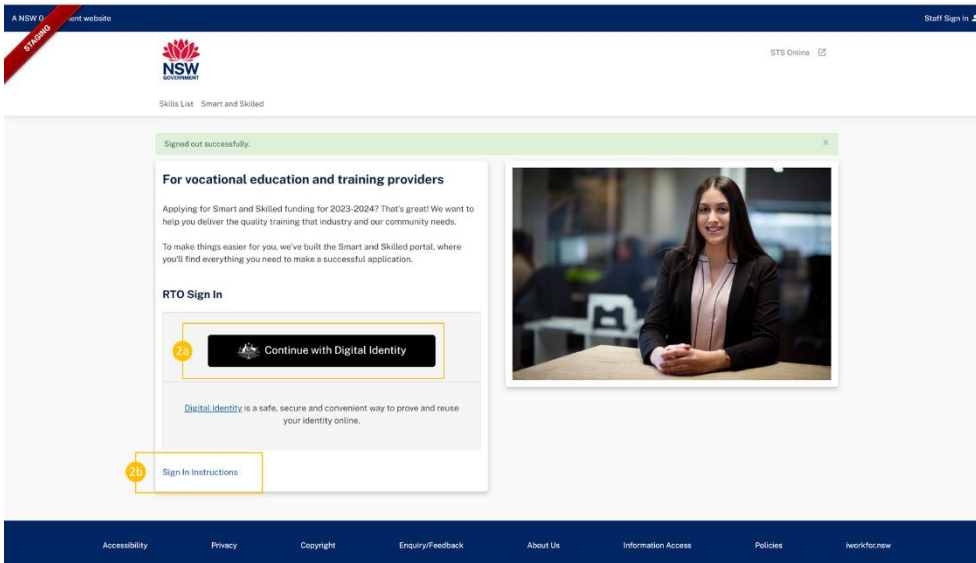 A NSW G ent website
Staff Sign In
STAGING
NSW
GOVERNMENT
STS Online
Skills List Smart and Skilled
Signed out successfully.
×
For vocational education and training providers
Applying for Smart and Skilled funding for 2023-2024? That's great! We want to
help you deliver the quality training that industry and our community needs.
To make things easier for you, we've built the Smart and Skilled portal, where
you'll find everything you need to make a successful application.
RTO Sign In
2a
Continue with Digital Identity
Digital Identity is a safe, secure and convenient way to prove and reuse
your identity online.
2b
Sign In Instructions
Accessibility Privacy Copyright Enquiry/Feedback About Us Information Access Policies iworkfor.nsw